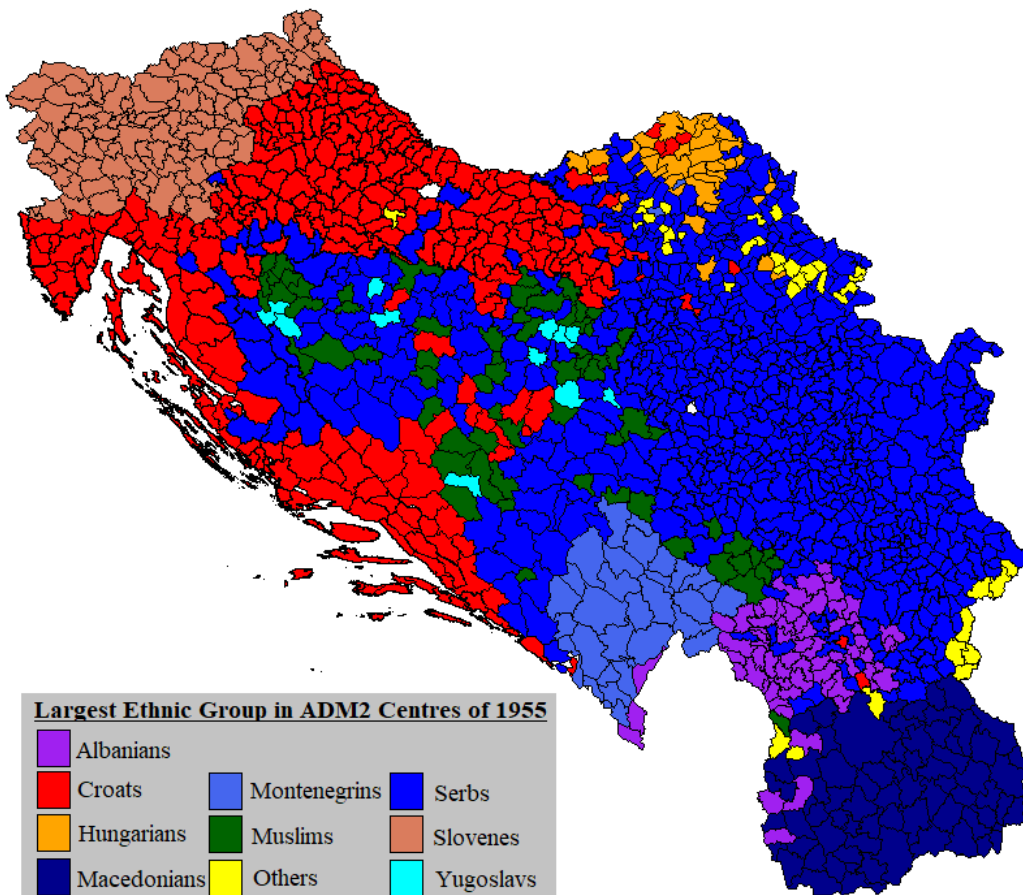 Largest Ethnic Group in ADM2 Centres of 1955
Albanians
Croats Montenegrins Serbs
Hungarians Muslims Slovenes
Macedonians Others Yugoslavs